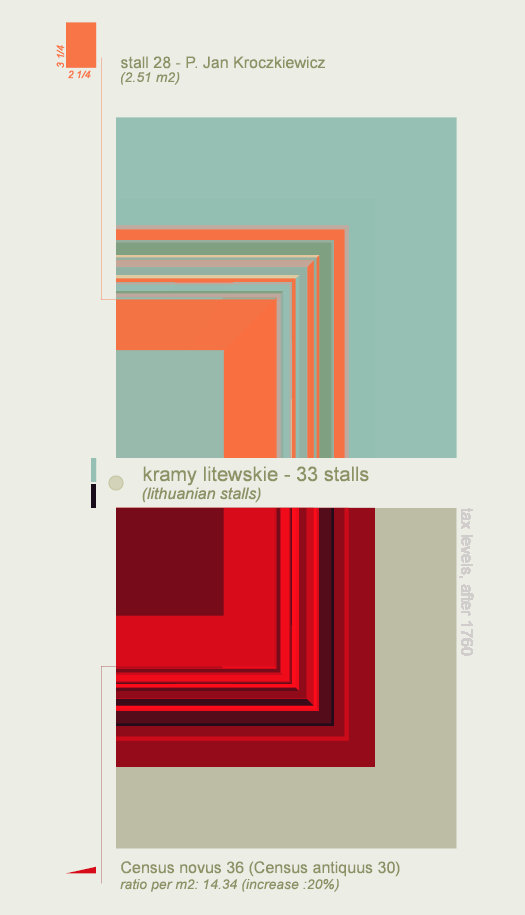 3 1/4
2 1/4
stall 28 - P. Jan Kroczkiewicz
(2.51 m2)
kramy litewskie - 33 stalls
(lithuanian stalls)
tax levels, after 1760
Census novus 36 (Census antiquus 30)
ratio per m2: 14.34 (increase :20%)